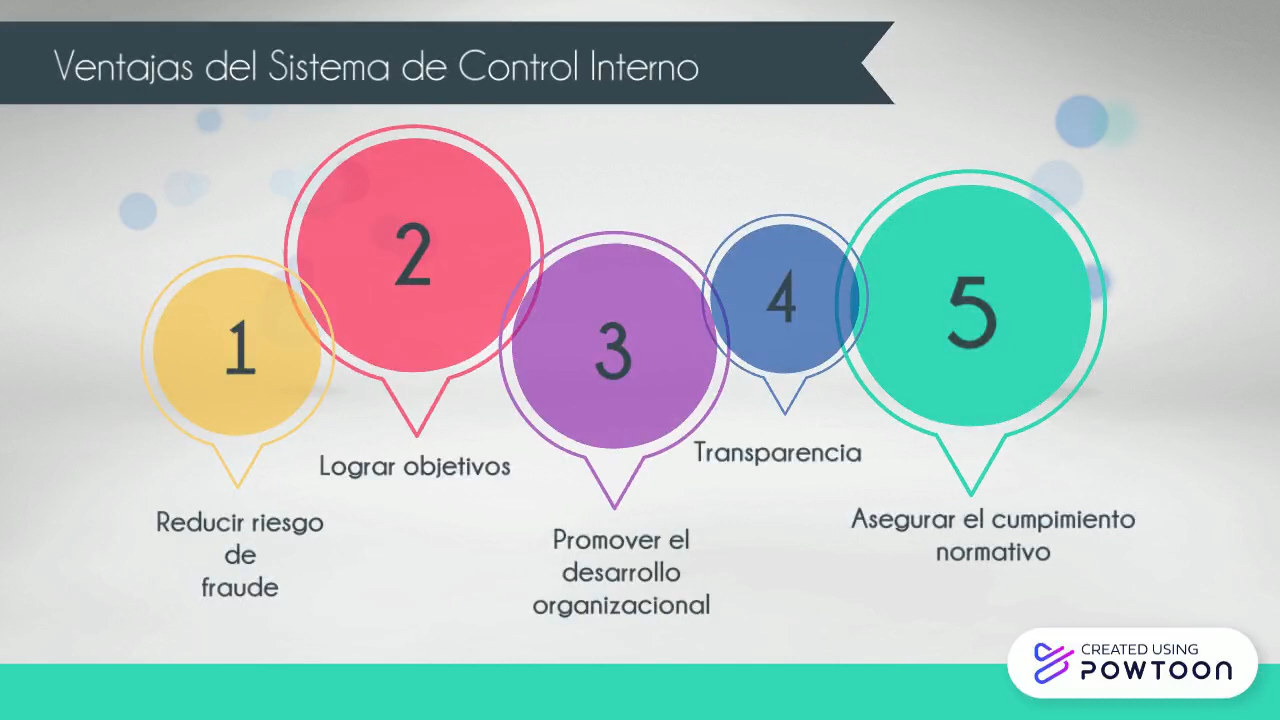 Ventajas del Sistema de Control Interno
1
Reducir riesgo
de
fraude
2
Lograr objetivos
3
Promover el
desarrollo
organizacional
4
Transparencia
5
Asegurar el cumpimiento
normativo
CREATED USING
POWTOON